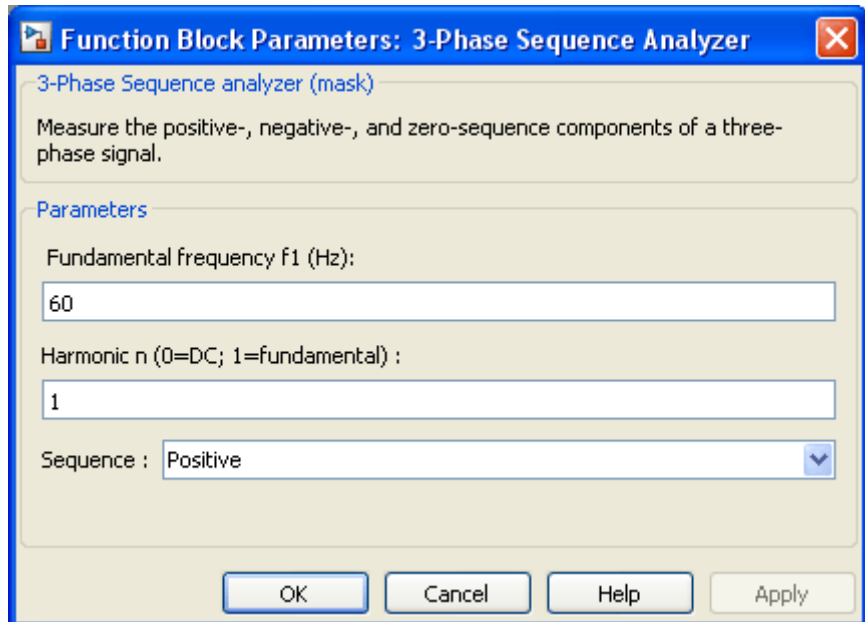 Function Block Parameters: 3-Phase Sequence Analyzer
3-Phase Sequence analyzer (mask)
Measure the positive-, negative-, and zero-sequence components of a three-
phase signal.
Parameters
Fundamental frequency f1 (Hz):
60
Harmonic n (0=DC; 1=fundamental) :
1
Sequence : Positive
OK Cancel Help Apply